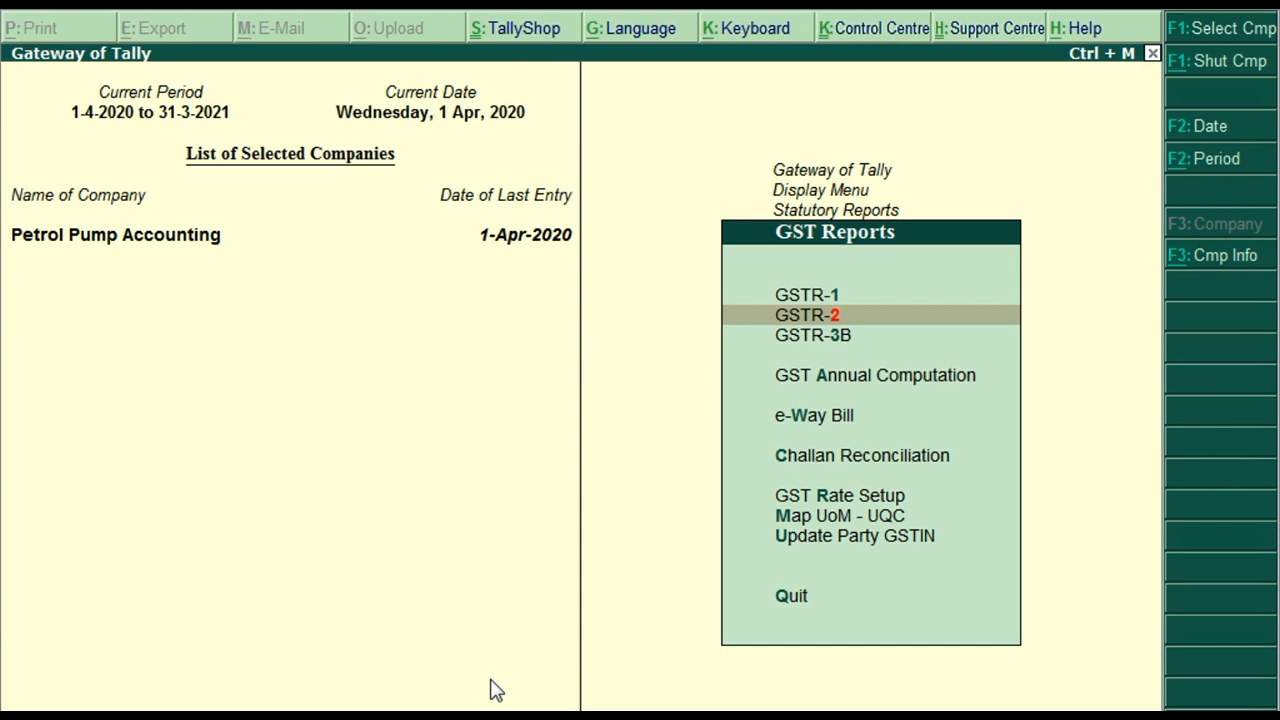 P: Print E: Export M: E-Mail O: Upload S: TallyShop G: Language K: Keyboard K: Control Centre H: Support Centre H: Help
F1: Select Cmp
Gateway of Tally Ctrl + M
F1: Shut Cmp
Current Period Current Date
1-4-2020 to 31-3-2021 Wednesday, 1 Apr, 2020
F2: Date
List of Selected Companies
F2: Period
Name of Company Date of Last Entry
Petrol Pump Accounting 1-Apr-2020
F3: Company
F3: Cmp Info
Gateway of Tally
Display Menu
Statutory Reports
GST Reports
GSTR-1
GSTR-2
GSTR-3B
GST Annual Computation
e-Way Bill
Challan Reconciliation
GST Rate Setup
Map UoM - UQC
Update Party GSTIN
Quit